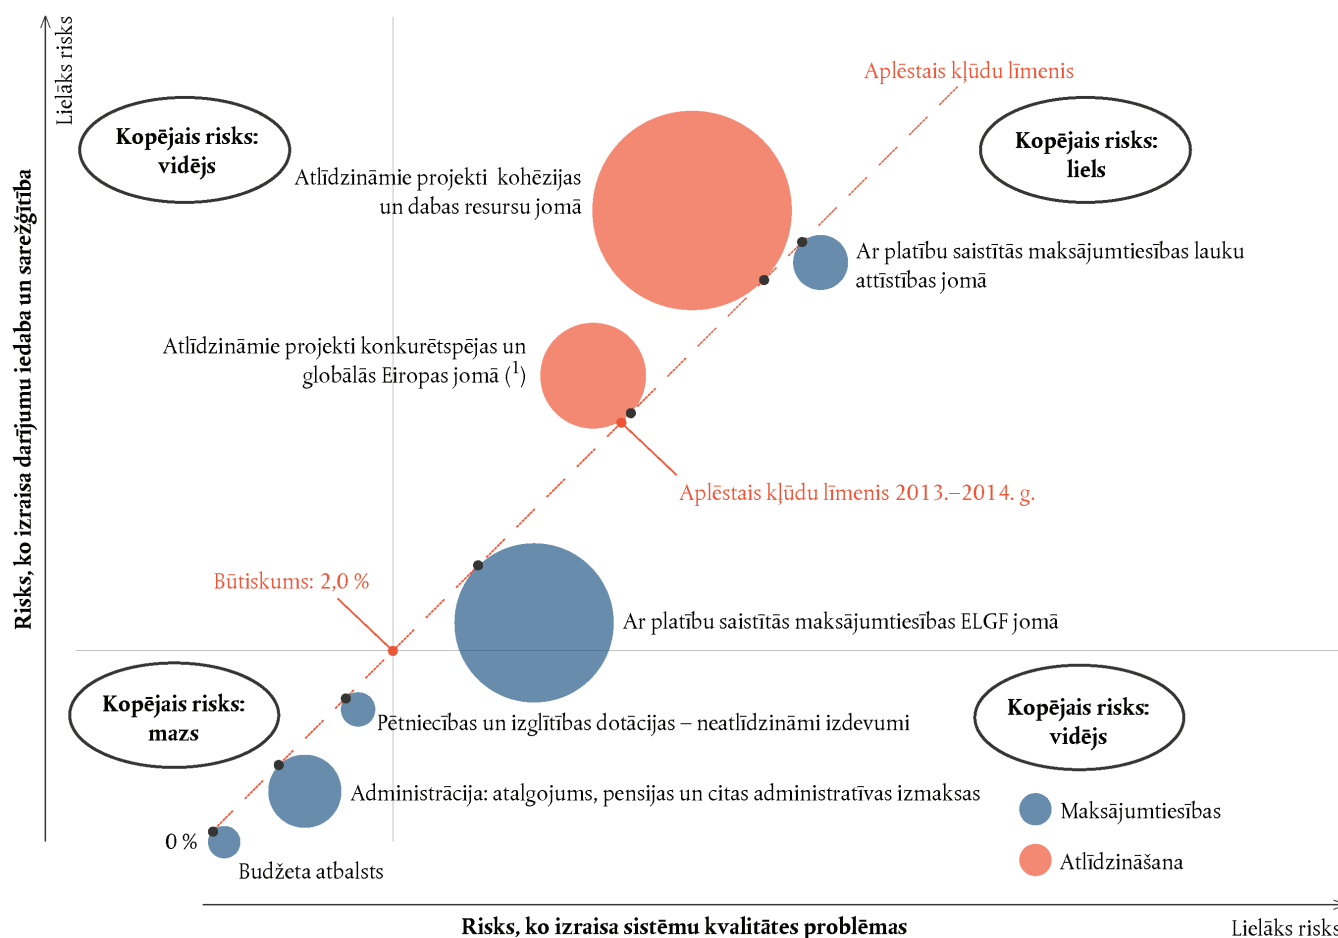 Lielāks risks
Risks, ko izraisa darījumu iedaba un sarežģītība
Aplēstais kļūdu līmenis
Kopējais risks:
vidējs
Kopējais risks:
liels
Atlīdzināmie projekti kohēzijas
un dabas resursu jomā
Ar platību saistītās maksājumtiesības lauku
attīstības jomā
Atlīdzināmie projekti konkurētspējas un
globālās Eiropas jomā (1)
Aplēstais kļūdu līmenis 2013.–2014. g.
Būtiskums: 2,0 %
Ar platību saistītās maksājumtiesības ELGF jomā
Kopējais risks:
mazs
Kopējais risks:
vidējs
Pētniecības un izglītības dotācijas – neatlīdzināmi izdevumi
Administrācija: atalgojums, pensijas un citas administratīvas izmaksas
Maksājumtiesības
0 %
Atlīdzināšana
Budžeta atbalsts
Risks, ko izraisa sistēmu kvalitātes problēmas
Lielāks risks